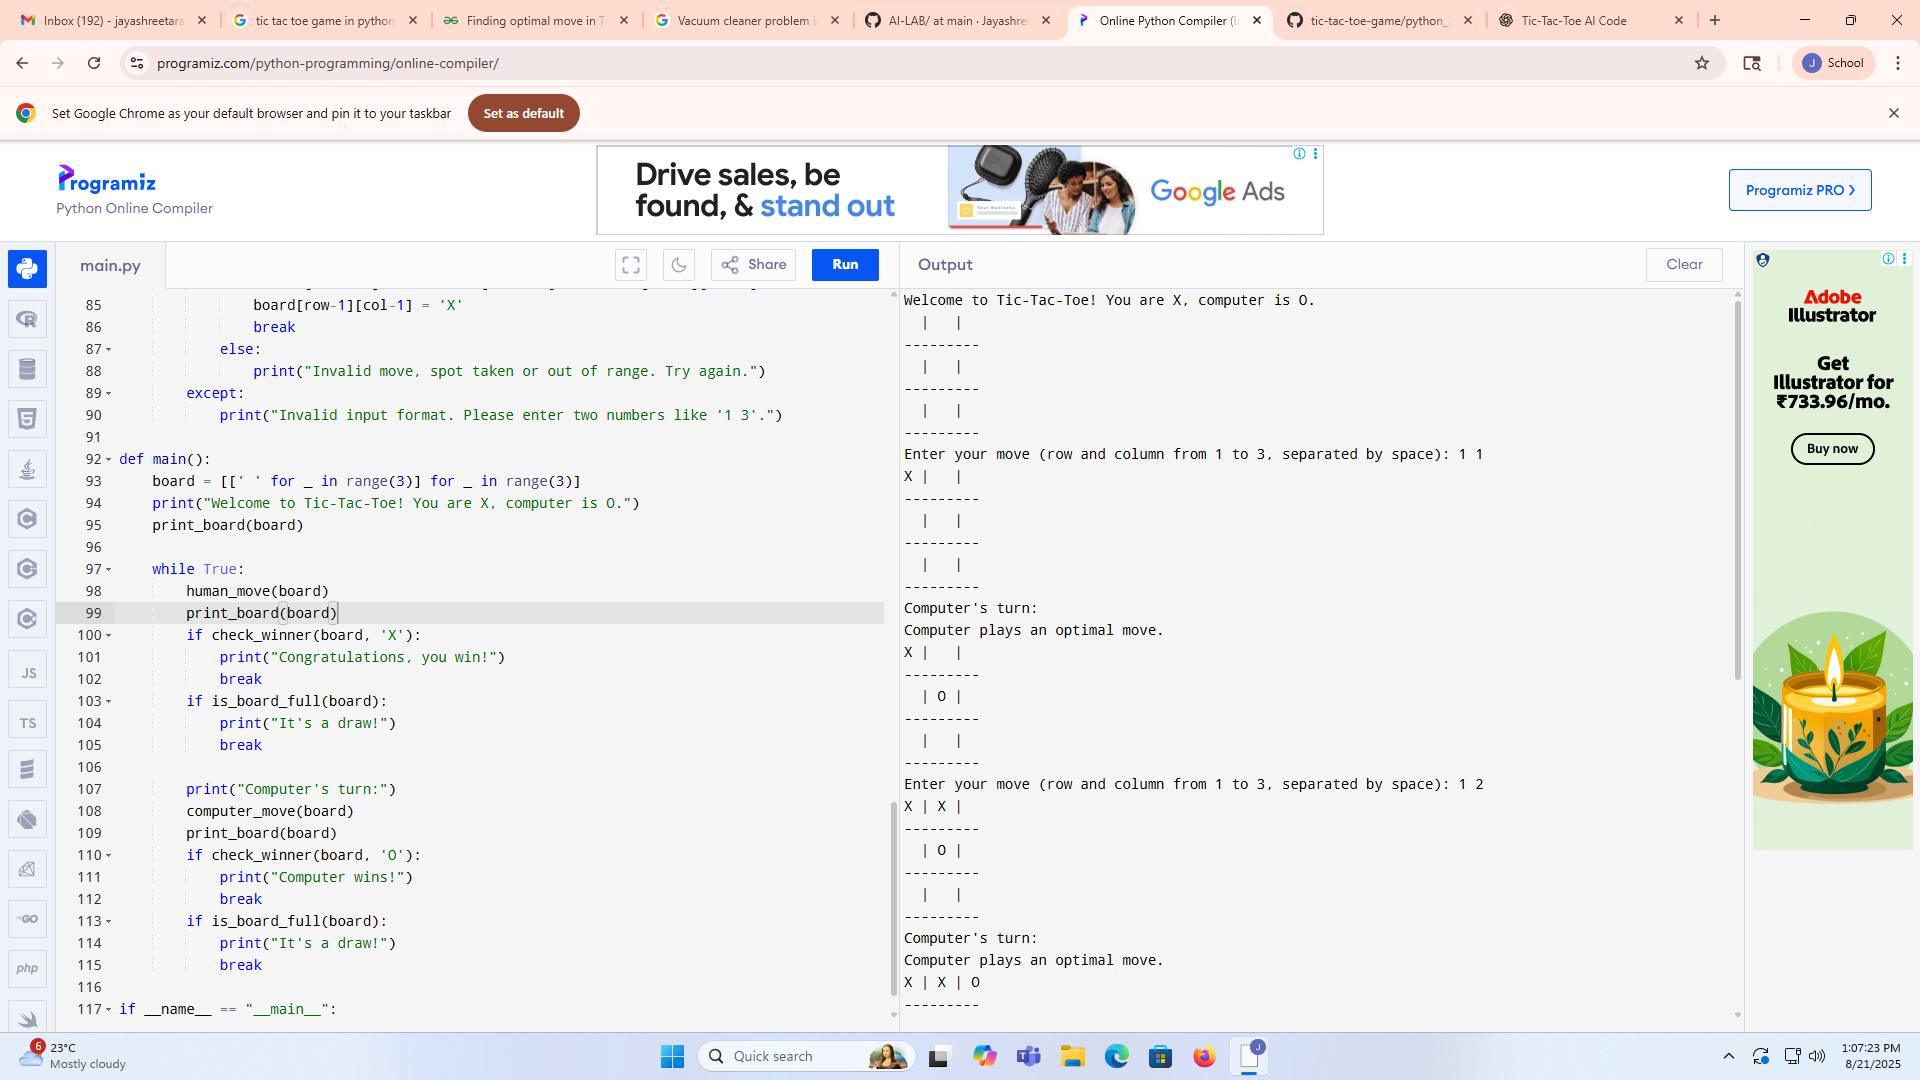 Inbox (192) - jayashreetara
tic tac toe game in python
Finding optimal move in T
Vacuum cleaner problem i
AI-LAB/ at main · Jayashre
Online Python Compiler (I
tic-tac-toe-game/python_
Tic-Tac-Toe AI Code
programiz.com/python-programming/online-compiler/
J School
Set Google Chrome as your default browser and pin it to your taskbar
Set as default
Programiz
Python Online Compiler
Drive sales, be
found, & stand out
Your Business
Google Ads
Programiz PRO
main.py
Share
Run
85 board[row-1][col-1] = 'X'
86 break
87 else:
88 print("Invalid move, spot taken or out of range. Try again.")
89 except:
90 print("Invalid input format. Please enter two numbers like '1 3'.")
91
92 def main():
93 board = [[' ' for _ in range(3)] for _ in range(3)]
94 print("Welcome to Tic-Tac-Toe! You are X, computer is O.")
95 print_board(board)
96
97 while True:
98 human_move(board)
99 print_board(board)
100 if check_winner(board, 'X'):
101 print("Congratulations, you win!")
102 break
103 if is_board_full(board):
104 print("It's a draw!")
105 break
106
107 print("Computer's turn:")
108 computer_move(board)
109 print_board(board)
110 if check_winner(board, 'O'):
111 print("Computer wins!")
112 break
113 if is_board_full(board):
114 print("It's a draw!")
115 break
116
117 if __name__ == "__main__":
Output
Clear
Welcome to Tic-Tac-Toe! You are X, computer is O.
  |   |
---------
  |   |
---------
  |   |
---------
Enter your move (row and column from 1 to 3, separated by space): 1 1
X |   |
---------
  |   |
---------
  |   |
---------
Computer's turn:
Computer plays an optimal move.
X |   |
---------
  | O |
---------
  |   |
---------
Enter your move (row and column from 1 to 3, separated by space): 1 2
X | X |
---------
  | O |
---------
  |   |
---------
Computer's turn:
Computer plays an optimal move.
X | X | O
---------
Adobe
Illustrator
Get
Illustrator for
₹733.96/mo.
Buy now
JS
TS
GO
php
6
23°C
Mostly cloudy
Quick search
J
1:07:23 PM
8/21/2025